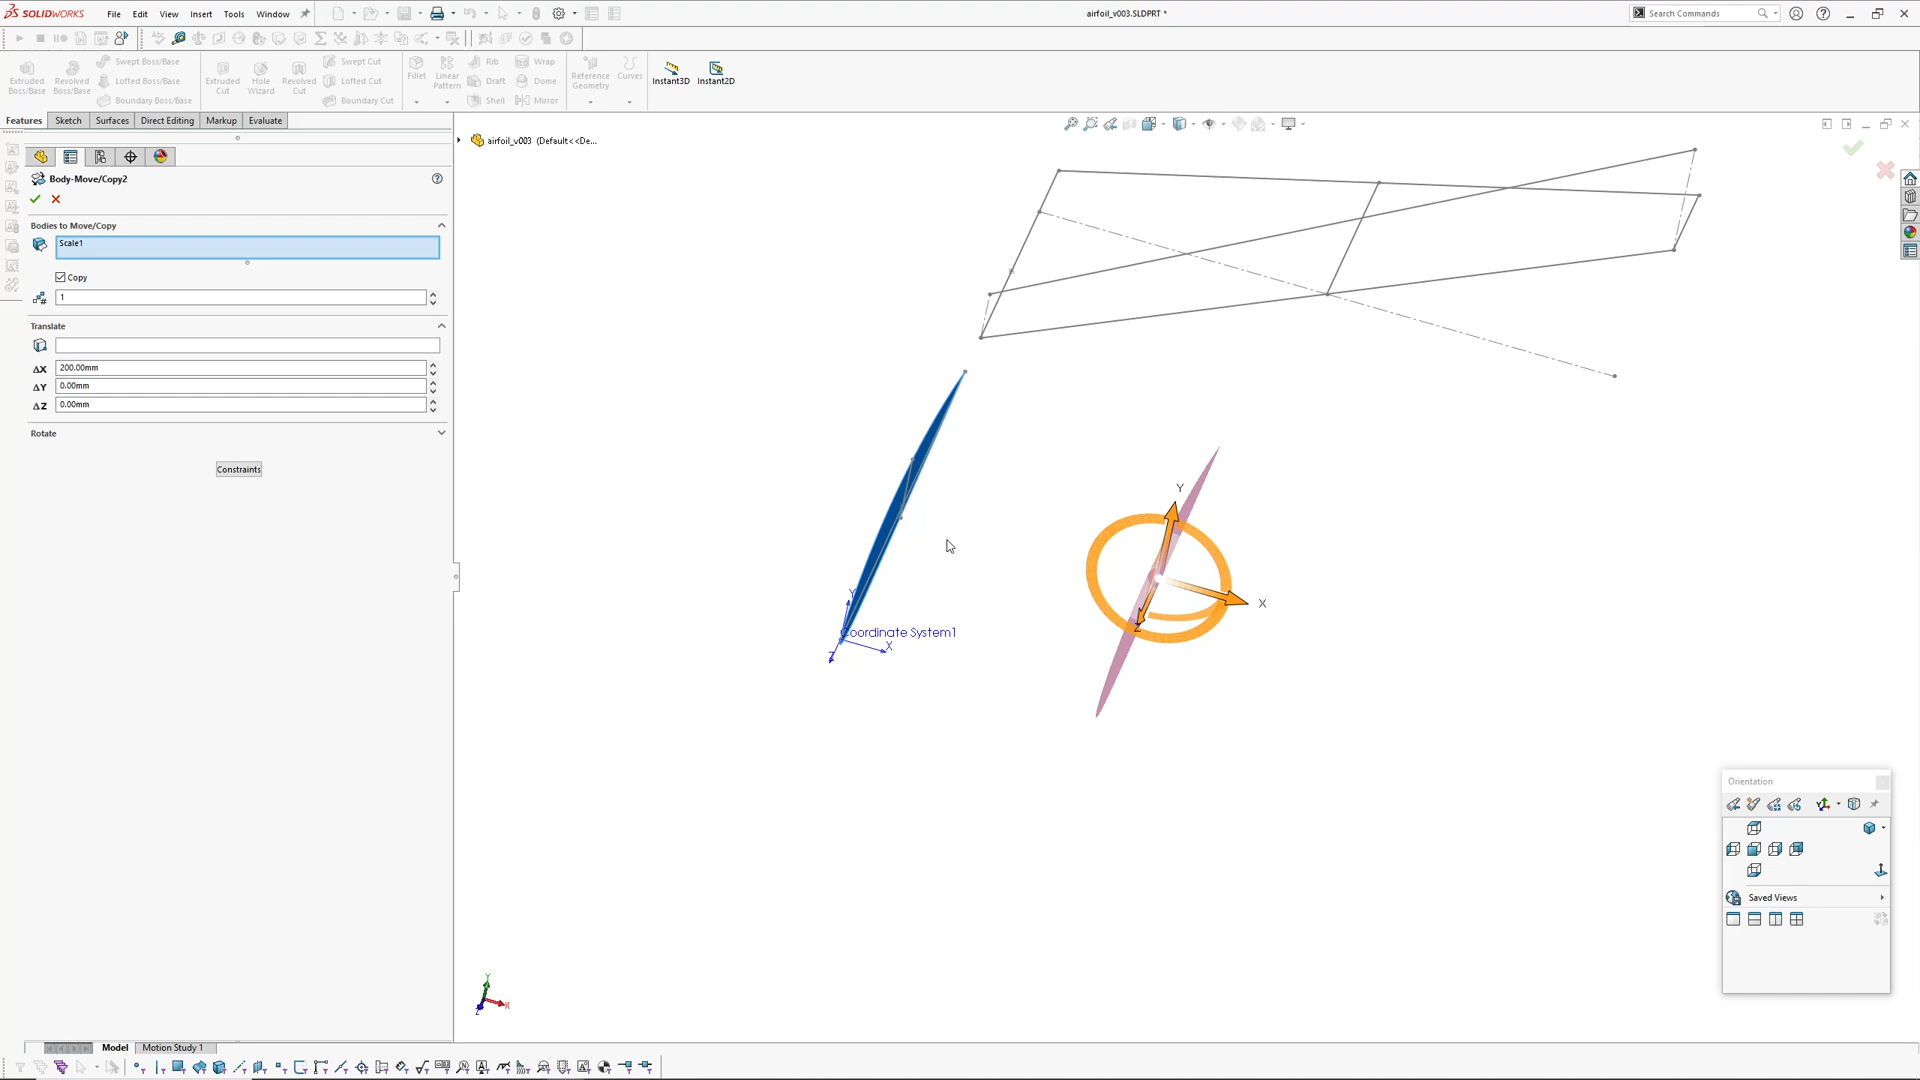 SOLIDWORKS File Edit View Insert Tools Window airfoil_v003.SLDPRT * Search Commands
Extruded Boss/Base
Revolved Boss/Base
Swept Boss/Base
Lofted Boss/Base
Boundary Boss/Base
Extruded Cut
Hole Wizard
Revolved Cut
Swept Cut
Lofted Cut
Boundary Cut
Fillet
Linear Pattern
Rib
Draft
Shell
Wrap
Dome
Mirror
Reference Geometry
Curves
Instant3D
Instant2D
Features Sketch Surfaces Direct Editing Markup Evaluate
airfoil_v003 (Default<<De...
Body-Move/Copy2
Bodies to Move/Copy
Scale1
Copy
1
Translate
ΔX 200.00mm
ΔY 0.00mm
ΔZ 0.00mm
Rotate
Constraints
Y
X
Z
Y
Coordinate System1
X
Z
Orientation
Saved Views
Y
X
Z
Model Motion Study 1